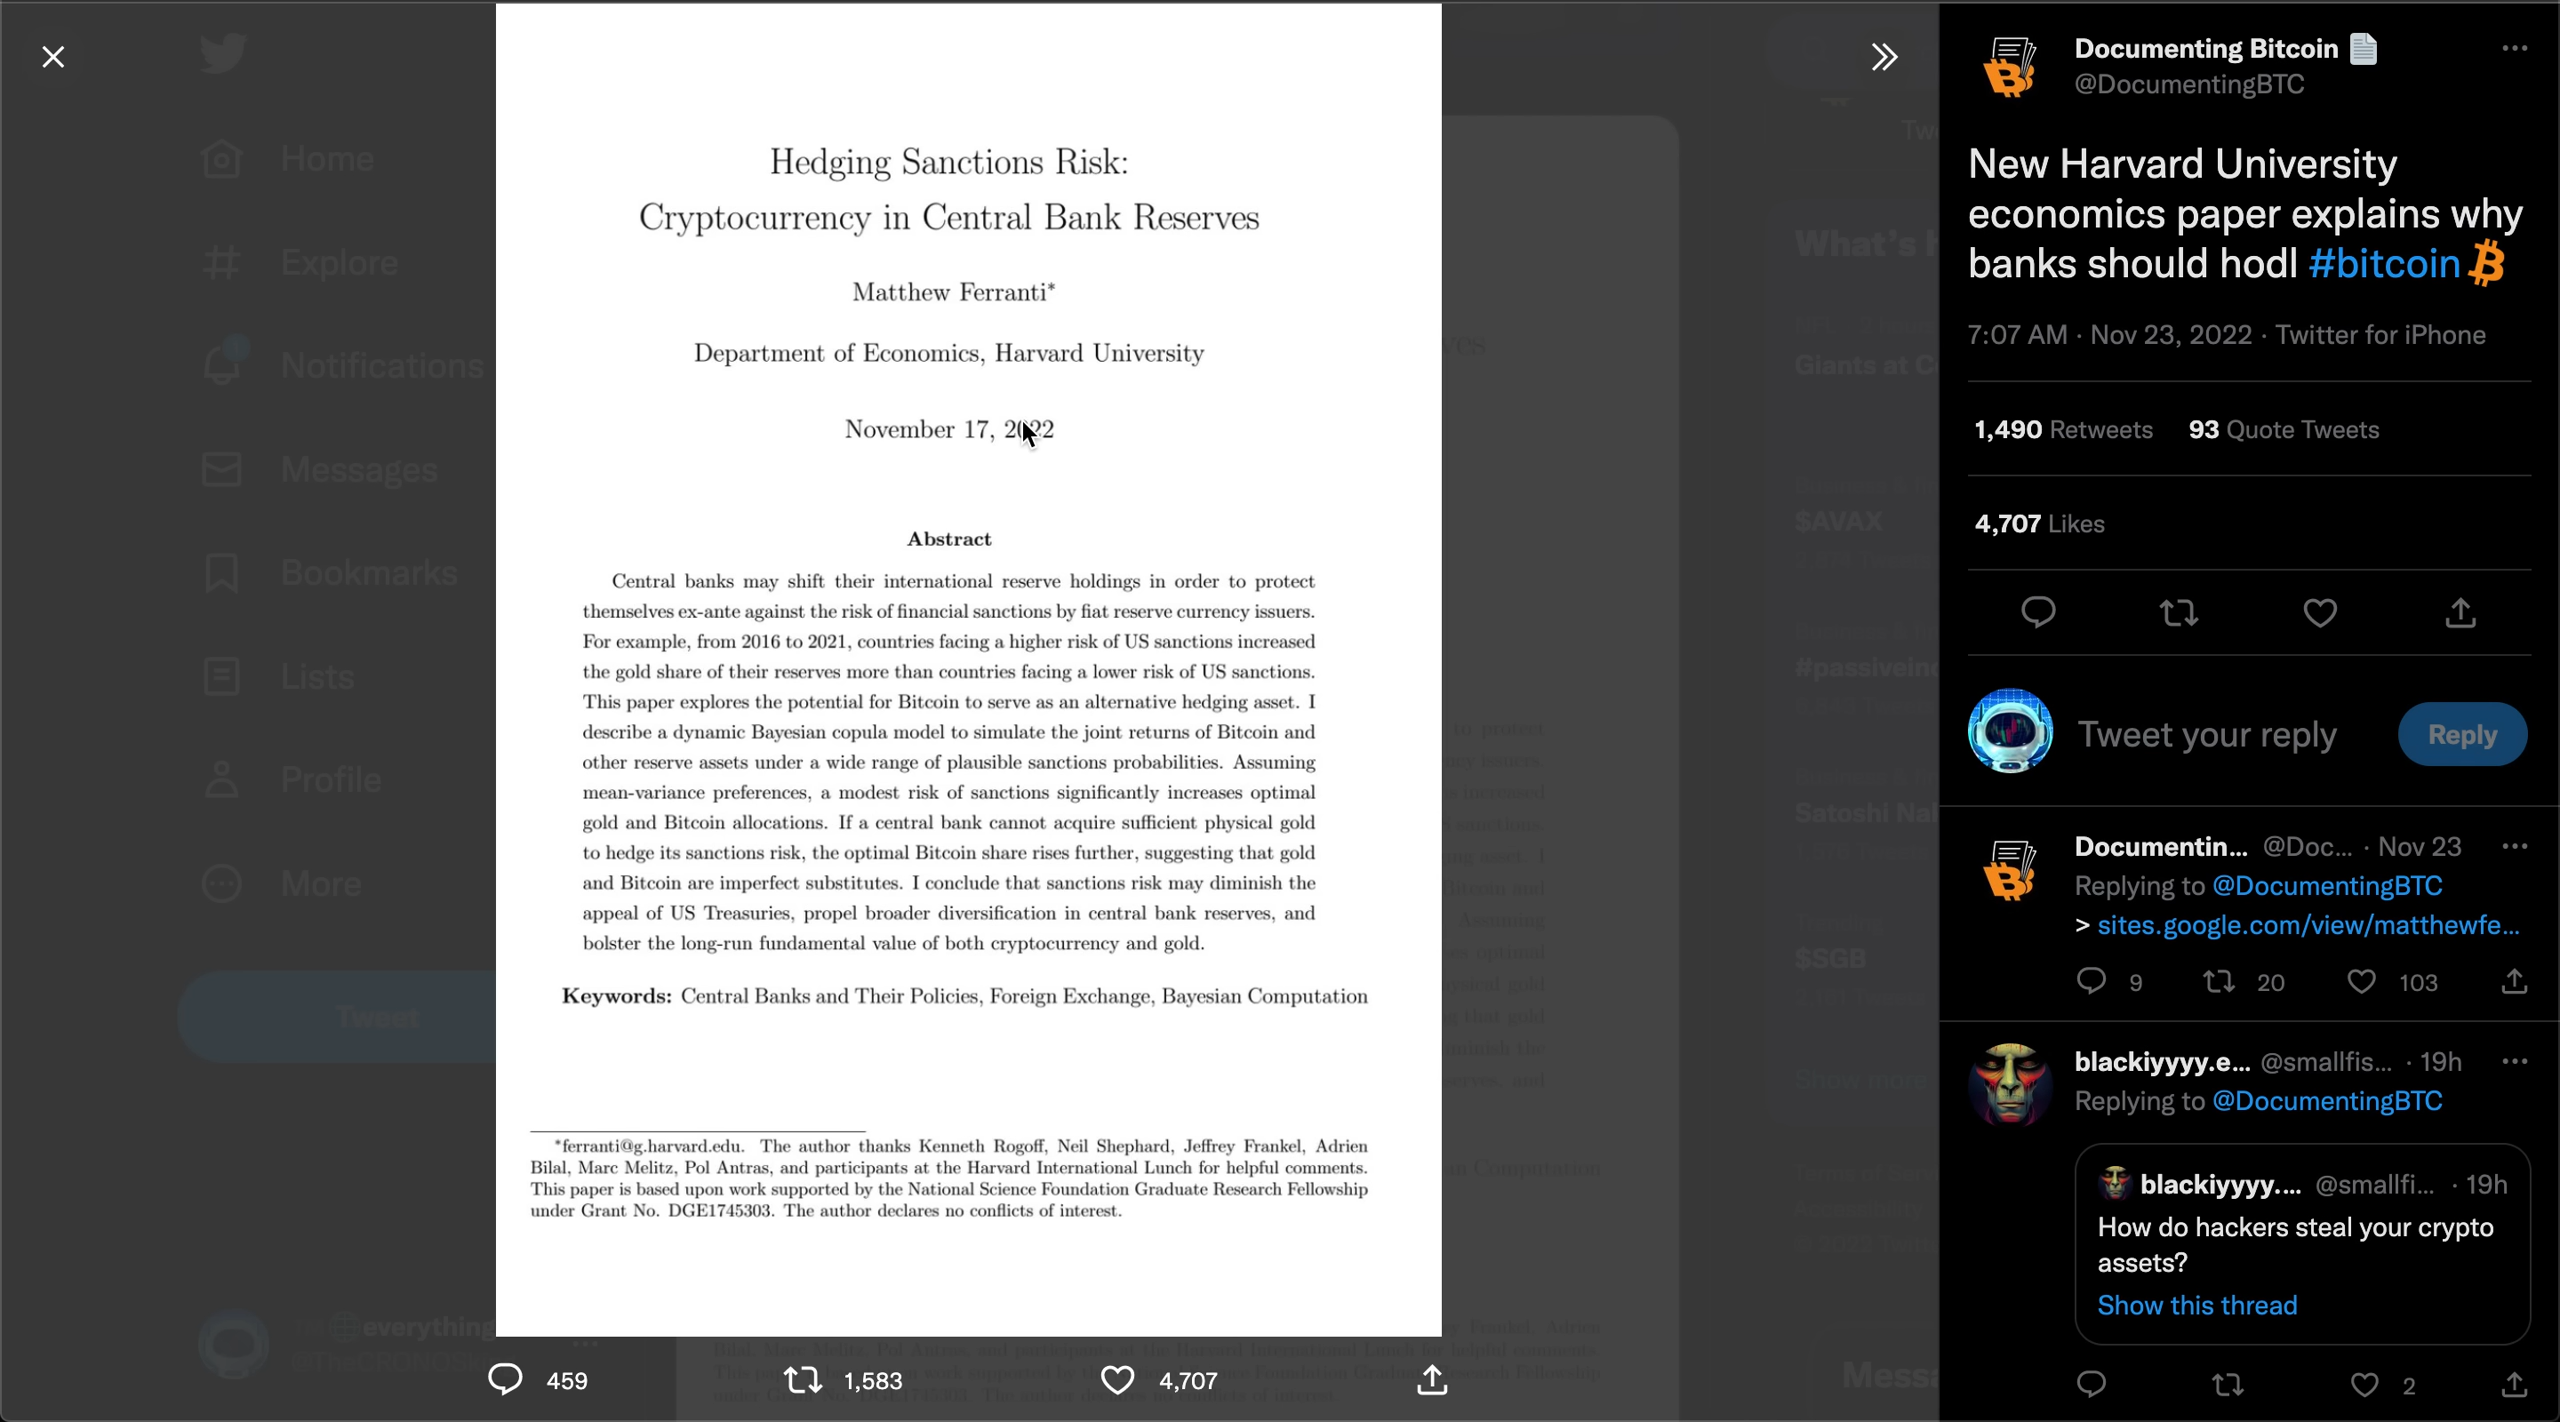 Home
Explore
Notifications
Messages
Bookmarks
Lists
Profile
More
Tweet
everything
Hedging Sanctions Risk:
Cryptocurrency in Central Bank Reserves
Matthew Ferranti*
Department of Economics, Harvard University
November 17, 2022
Abstract
Central banks may shift their international reserve holdings in order to protect
themselves ex-ante against the risk of financial sanctions by fiat reserve currency issuers.
For example, from 2016 to 2021, countries facing a higher risk of US sanctions increased
the gold share of their reserves more than countries facing a lower risk of US sanctions.
This paper explores the potential for Bitcoin to serve as an alternative hedging asset. I
describe a dynamic Bayesian copula model to simulate the joint returns of Bitcoin and
other reserve assets under a wide range of plausible sanctions probabilities. Assuming
mean-variance preferences, a modest risk of sanctions significantly increases optimal
gold and Bitcoin allocations. If a central bank cannot acquire sufficient physical gold
to hedge its sanctions risk, the optimal Bitcoin share rises further, suggesting that gold
and Bitcoin are imperfect substitutes. I conclude that sanctions risk may diminish the
appeal of US Treasuries, propel broader diversification in central bank reserves, and
bolster the long-run fundamental value of both cryptocurrency and gold.
Keywords: Central Banks and Their Policies, Foreign Exchange, Bayesian Computation
*ferranti@g.harvard.edu. The author thanks Kenneth Rogoff, Neil Shephard, Jeffrey Frankel, Adrien
Bilal, Marc Melitz, Pol Antras, and participants at the Harvard International Lunch for helpful comments.
This paper is based upon work supported by the National Science Foundation Graduate Research Fellowship
under Grant No. DGE1745303. The author declares no conflicts of interest.
459 1,583 4,707
What's
Giants at
$AVAX
#passivein
Satoshi Na
$SGB
Show more
Documenting Bitcoin
@DocumentingBTC
New Harvard University
economics paper explains why
banks should hodl #bitcoin
7:07 AM · Nov 23, 2022 · Twitter for iPhone
1,490 Retweets 93 Quote Tweets
4,707 Likes
Tweet your reply
Reply
Documentin... @Doc... · Nov 23
Replying to @DocumentingBTC
> sites.google.com/view/matthewfe...
9 20 103
blackiyyyy.e... @smallfis... · 19h
Replying to @DocumentingBTC
blackiyyyy.... @smallfi... · 19h
How do hackers steal your crypto
assets?
Show this thread
2